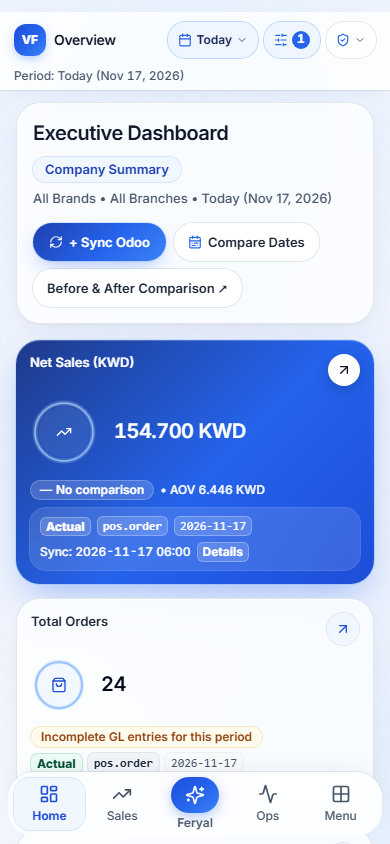 VF Overview Today 1
Period: Today (Nov 17, 2026)
Executive Dashboard
Company Summary
All Brands • All Branches • Today (Nov 17, 2026)
+ Sync Odoo Compare Dates
Before & After Comparison ↗
Net Sales (KWD)
154.700 KWD
— No comparison • AOV 6.446 KWD
Actual pos.order 2026-11-17
Sync: 2026-11-17 06:00 Details
Total Orders
24
Incomplete GL entries for this period
Actual pos.order 2026-11-17
Home Sales Feryal Ops Menu